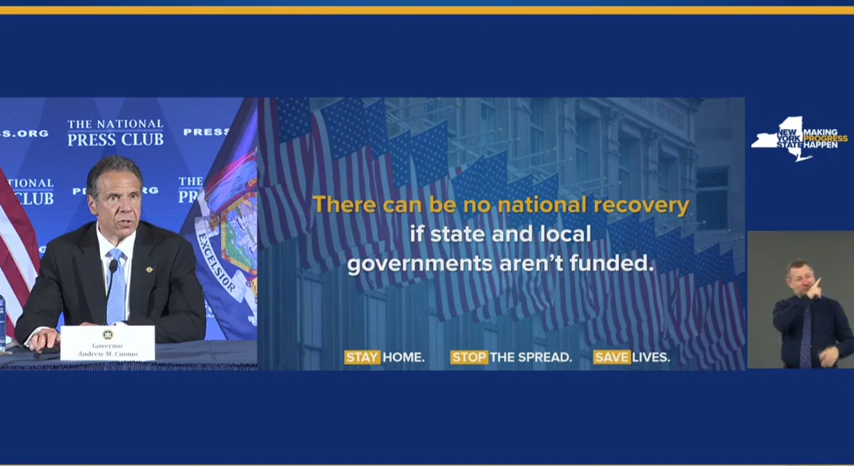 THE NATIONAL
PRESS CLUB
S.ORG
PRESS
TIONAL
CLUB
EXCELSIOR
Governor
Andrew M. Cuomo
There can be no national recovery
if state and local
governments aren’t funded.
STAY HOME. STOP THE SPREAD. SAVE LIVES.
NEW
YORK
STATE
MAKING
PROGRESS
HAPPEN